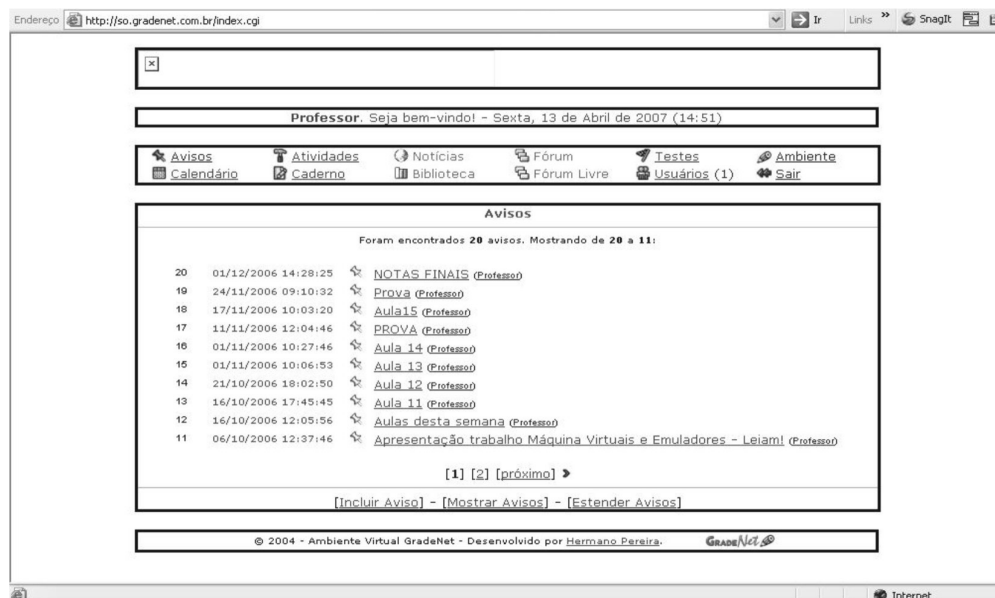 Endereço http://so.gradenet.com.br/index.cgi Ir Links » SnagIt
Professor. Seja bem-vindo! - Sexta, 13 de Abril de 2007 (14:51)
Avisos Atividades Notícias Fórum Testes Ambiente
Calendário Caderno Biblioteca Fórum Livre Usuários (1) Sair
Avisos
Foram encontrados 20 avisos. Mostrando de 20 a 11:
20 01/12/2006 14:28:25 NOTAS FINAIS (Professor)
19 24/11/2006 09:10:32 Prova (Professor)
18 17/11/2006 10:03:20 Aula15 (Professor)
17 11/11/2006 12:04:46 PROVA (Professor)
16 01/11/2006 10:27:46 Aula 14 (Professor)
15 01/11/2006 10:06:53 Aula 13 (Professor)
14 21/10/2006 18:02:50 Aula 12 (Professor)
13 16/10/2006 17:45:45 Aula 11 (Professor)
12 16/10/2006 12:05:56 Aulas desta semana (Professor)
11 06/10/2006 12:37:46 Apresentação trabalho Máquina Virtuais e Emuladores - Leiam! (Professor)
[1] [2] [próximo]
[Incluir Aviso] - [Mostrar Avisos] - [Estender Avisos]
© 2004 - Ambiente Virtual GradeNet - Desenvolvido por Hermano Pereira. GRADENet
Internet